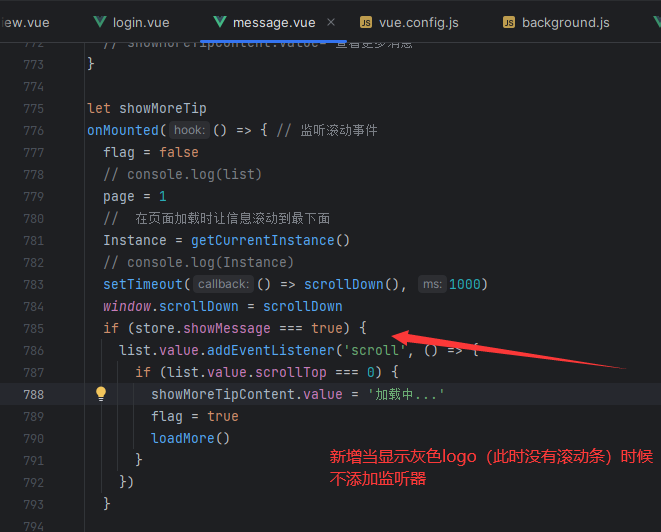 ew.vue login.vue message.vue × JS vue.config.js JS background.js
772 // showMoreTipContent.value= 查看更多消息
773 }
774
775 let showMoreTip
776 onMounted( hook: () => { // 监听滚动事件
777 flag = false
778 // console.log(list)
779 page = 1
780 //  在页面加载时让信息滚动到最下面
781 Instance = getCurrentInstance()
782 // console.log(Instance)
783 setTimeout( callback: () => scrollDown(), ms: 1000)
784 window.scrollDown = scrollDown
785 if (store.showMessage === true) {
786 list.value.addEventListener('scroll', () => {
787 if (list.value.scrollTop === 0) {
788 showMoreTipContent.value = '加载中...'
789 flag = true
790 loadMore()
791 }
792 })
793 }
794
新增当显示灰色logo（此时没有滚动条）时候
不添加监听器